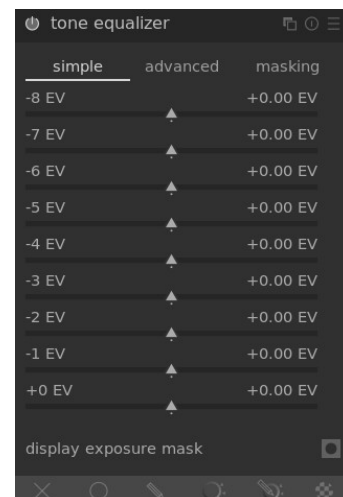 tone equalizer
simple advanced masking
-8 EV +0.00 EV
-7 EV +0.00 EV
-6 EV +0.00 EV
-5 EV +0.00 EV
-4 EV +0.00 EV
-3 EV +0.00 EV
-2 EV +0.00 EV
-1 EV +0.00 EV
+0 EV +0.00 EV
display exposure mask